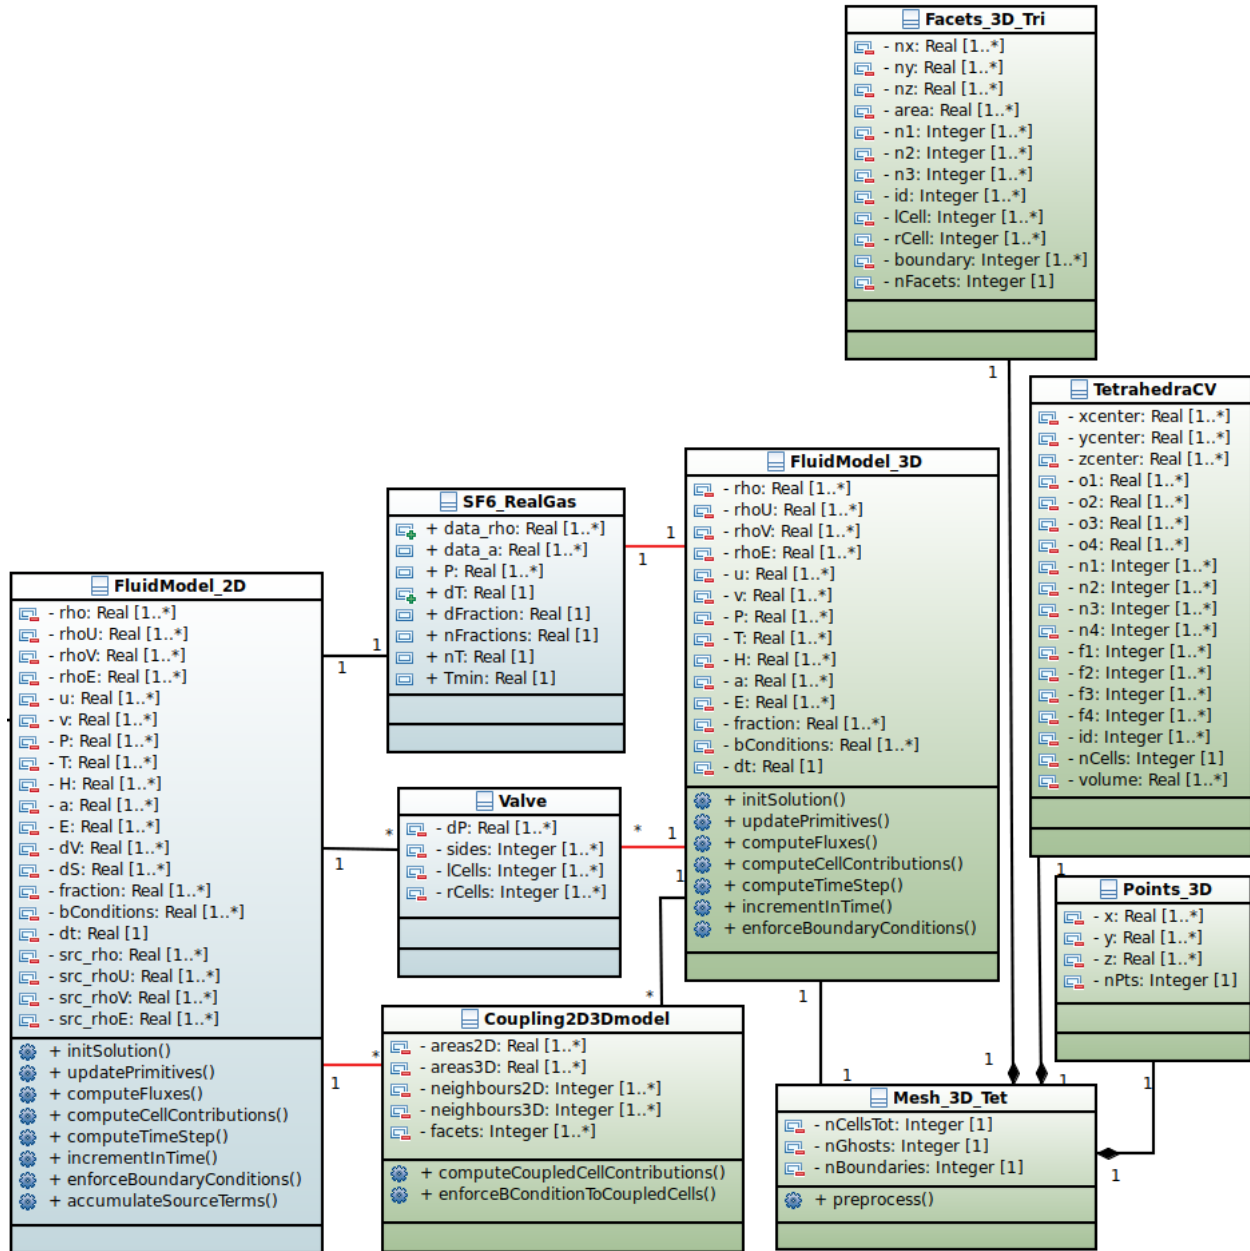 Facets_3D_Tri
- nx: Real [1..*]
- ny: Real [1..*]
- nz: Real [1..*]
- area: Real [1..*]
- n1: Integer [1..*]
- n2: Integer [1..*]
- n3: Integer [1..*]
- id: Integer [1..*]
- lCell: Integer [1..*]
- rCell: Integer [1..*]
- boundary: Integer [1..*]
- nFacets: Integer [1]
1
TetrahedraCV
- xcenter: Real [1..*]
- ycenter: Real [1..*]
- zcenter: Real [1..*]
- o1: Real [1..*]
- o2: Real [1..*]
- o3: Real [1..*]
- o4: Real [1..*]
- n1: Integer [1..*]
- n2: Integer [1..*]
- n3: Integer [1..*]
- n4: Integer [1..*]
- f1: Integer [1..*]
- f2: Integer [1..*]
- f3: Integer [1..*]
- f4: Integer [1..*]
- id: Integer [1..*]
- nCells: Integer [1]
- volume: Real [1..*]
1
FluidModel_3D
- rho: Real [1..*]
- rhoU: Real [1..*]
- rhoV: Real [1..*]
- rhoE: Real [1..*]
- u: Real [1..*]
- v: Real [1..*]
- P: Real [1..*]
- T: Real [1..*]
- H: Real [1..*]
- a: Real [1..*]
- E: Real [1..*]
- fraction: Real [1..*]
- bConditions: Real [1..*]
- dt: Real [1]
+ initSolution()
+ updatePrimitives()
+ computeFluxes()
+ computeCellContributions()
+ computeTimeStep()
+ incrementInTime()
+ enforceBoundaryConditions()
1
SF6_RealGas
+ data_rho: Real [1..*]
+ data_a: Real [1..*]
+ P: Real [1..*]
+ dT: Real [1]
+ dFraction: Real [1]
+ nFractions: Real [1]
+ nT: Real [1]
+ Tmin: Real [1]
1
1
1
1
FluidModel_2D
- rho: Real [1..*]
- rhoU: Real [1..*]
- rhoV: Real [1..*]
- rhoE: Real [1..*]
- u: Real [1..*]
- v: Real [1..*]
- P: Real [1..*]
- T: Real [1..*]
- H: Real [1..*]
- a: Real [1..*]
- E: Real [1..*]
- dV: Real [1..*]
- dS: Real [1..*]
- fraction: Real [1..*]
- bConditions: Real [1..*]
- dt: Real [1]
- src_rho: Real [1..*]
- src_rhoU: Real [1..*]
- src_rhoV: Real [1..*]
- src_rhoE: Real [1..*]
+ initSolution()
+ updatePrimitives()
+ computeFluxes()
+ computeCellContributions()
+ computeTimeStep()
+ incrementInTime()
+ enforceBoundaryConditions()
+ accumulateSourceTerms()
Valve
- dP: Real [1..*]
- sides: Integer [1..*]
- lCells: Integer [1..*]
- rCells: Integer [1..*]
*
1
*
1
1
*
Coupling2D3Dmodel
- areas2D: Real [1..*]
- areas3D: Real [1..*]
- neighbours2D: Integer [1..*]
- neighbours3D: Integer [1..*]
- facets: Integer [1..*]
+ computeCoupledCellContributions()
+ enforceBConditionToCoupledCells()
*
1
Points_3D
- x: Real [1..*]
- y: Real [1..*]
- z: Real [1..*]
- nPts: Integer [1]
1
1
1
1
1
Mesh_3D_Tet
- nCellsTot: Integer [1]
- nGhosts: Integer [1]
- nBoundaries: Integer [1]
+ preprocess()